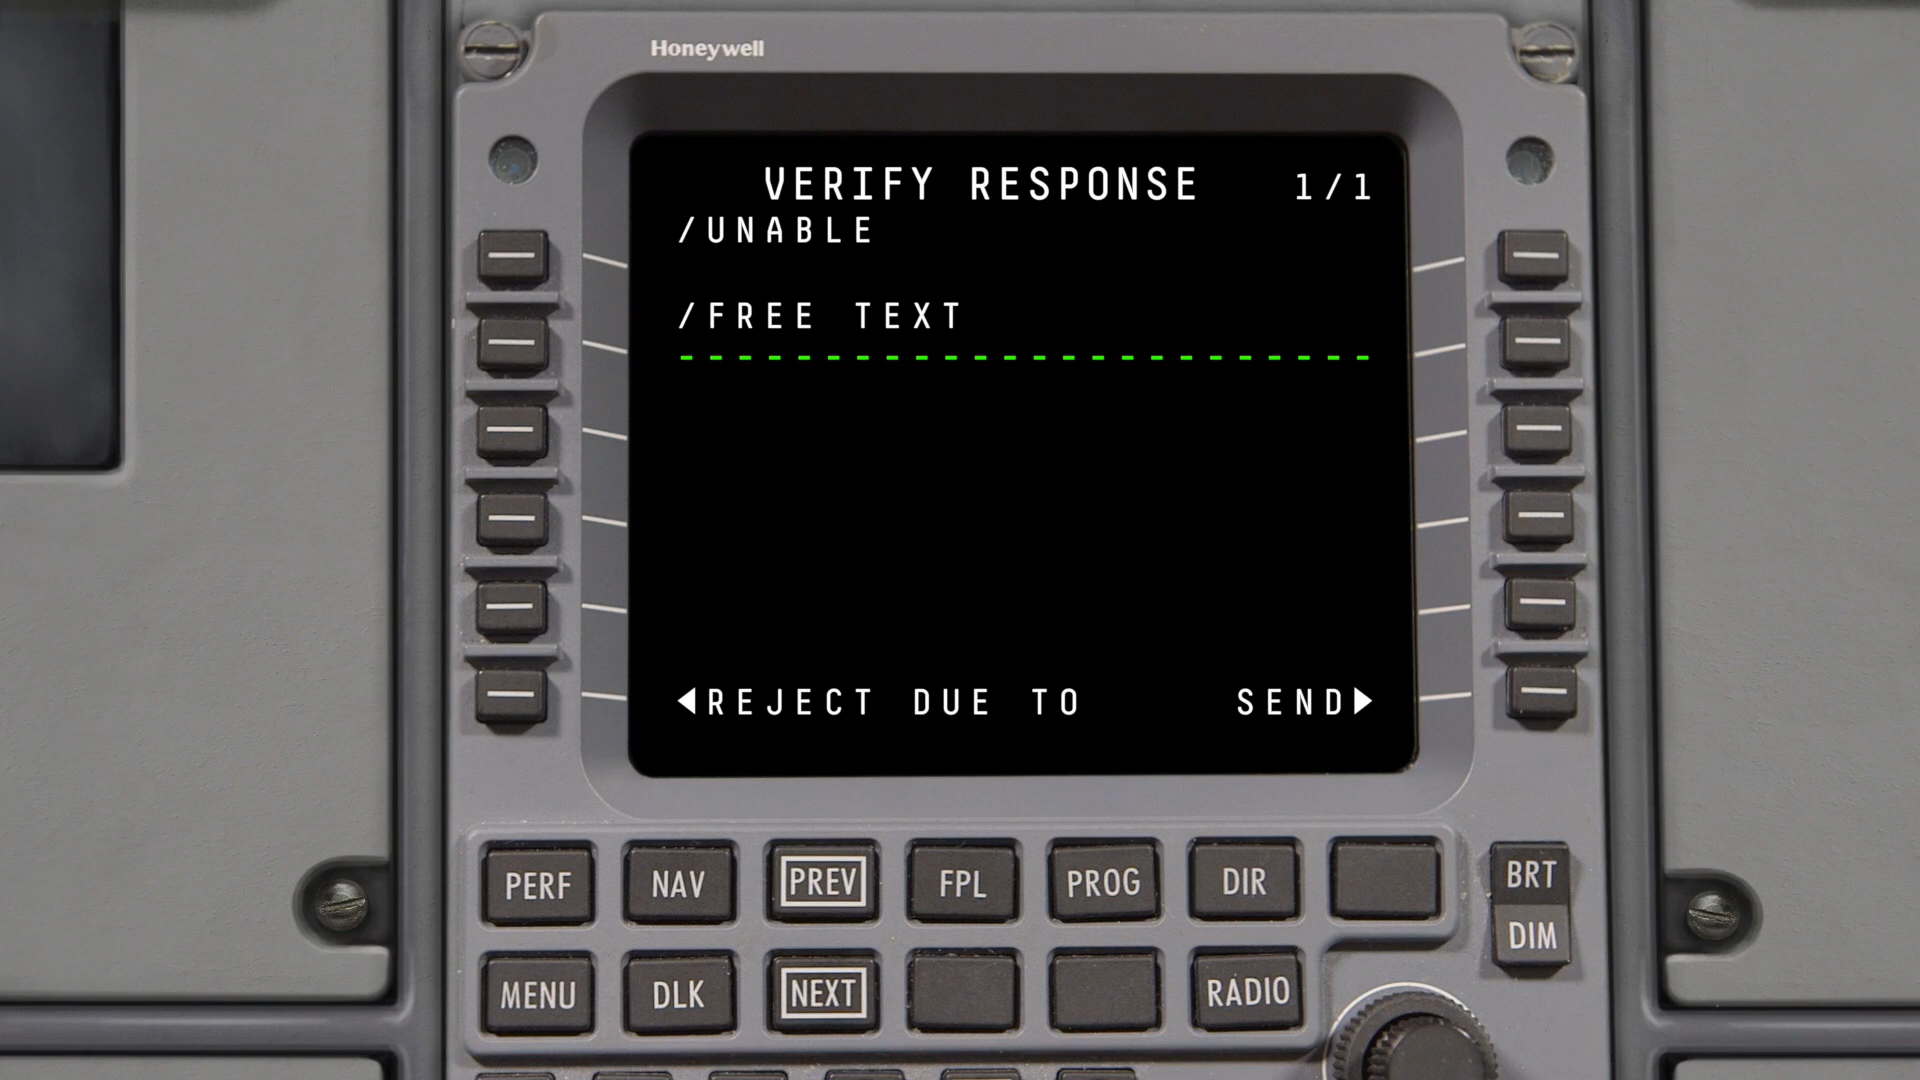 Honeywell
VERIFY RESPONSE 1/1
/UNABLE
/FREE TEXT
------------------------
◀REJECT DUE TO SEND▶
PERF NAV PREV FPL PROG DIR BRT
DIM
MENU DLK NEXT RADIO